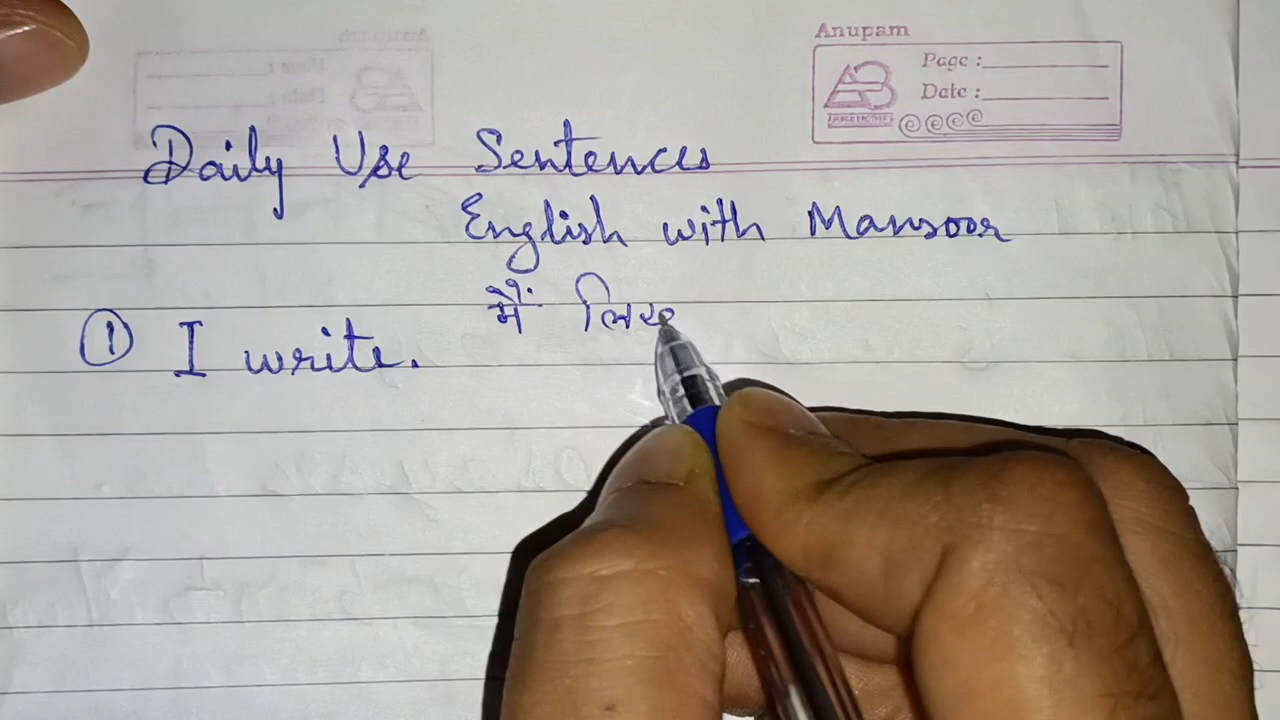 Anupam
Page :
Date :
Daily Use Sentences
English with Mansoor
मैं लिख
① I write.